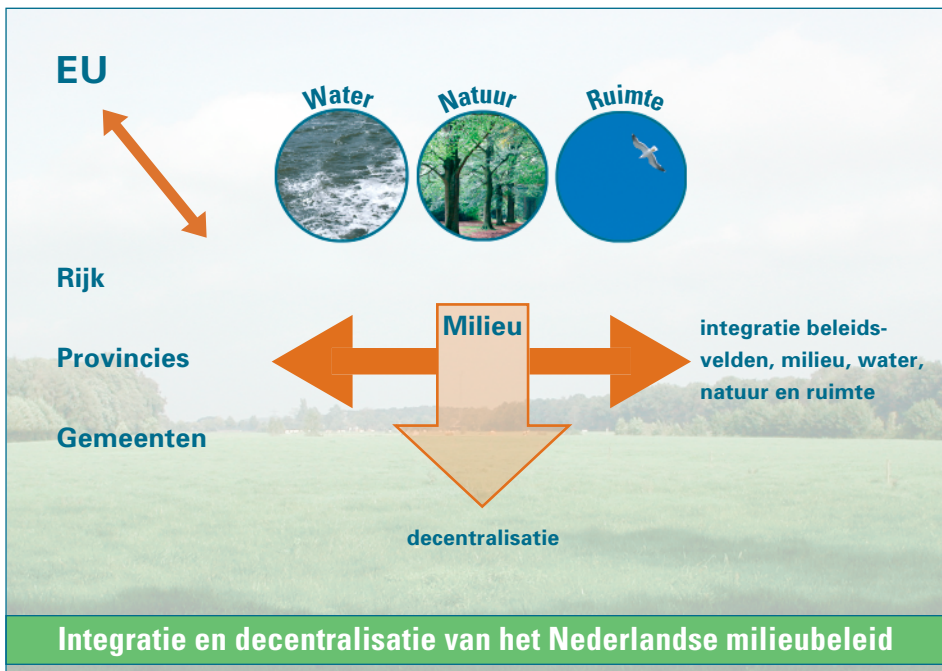 EU
Water
Natuur
Ruimte
Rijk
Provincies
Gemeenten
Milieu
integratie beleids-
velden, milieu, water,
natuur en ruimte
decentralisatie
Integratie en decentralisatie van het Nederlandse milieubeleid